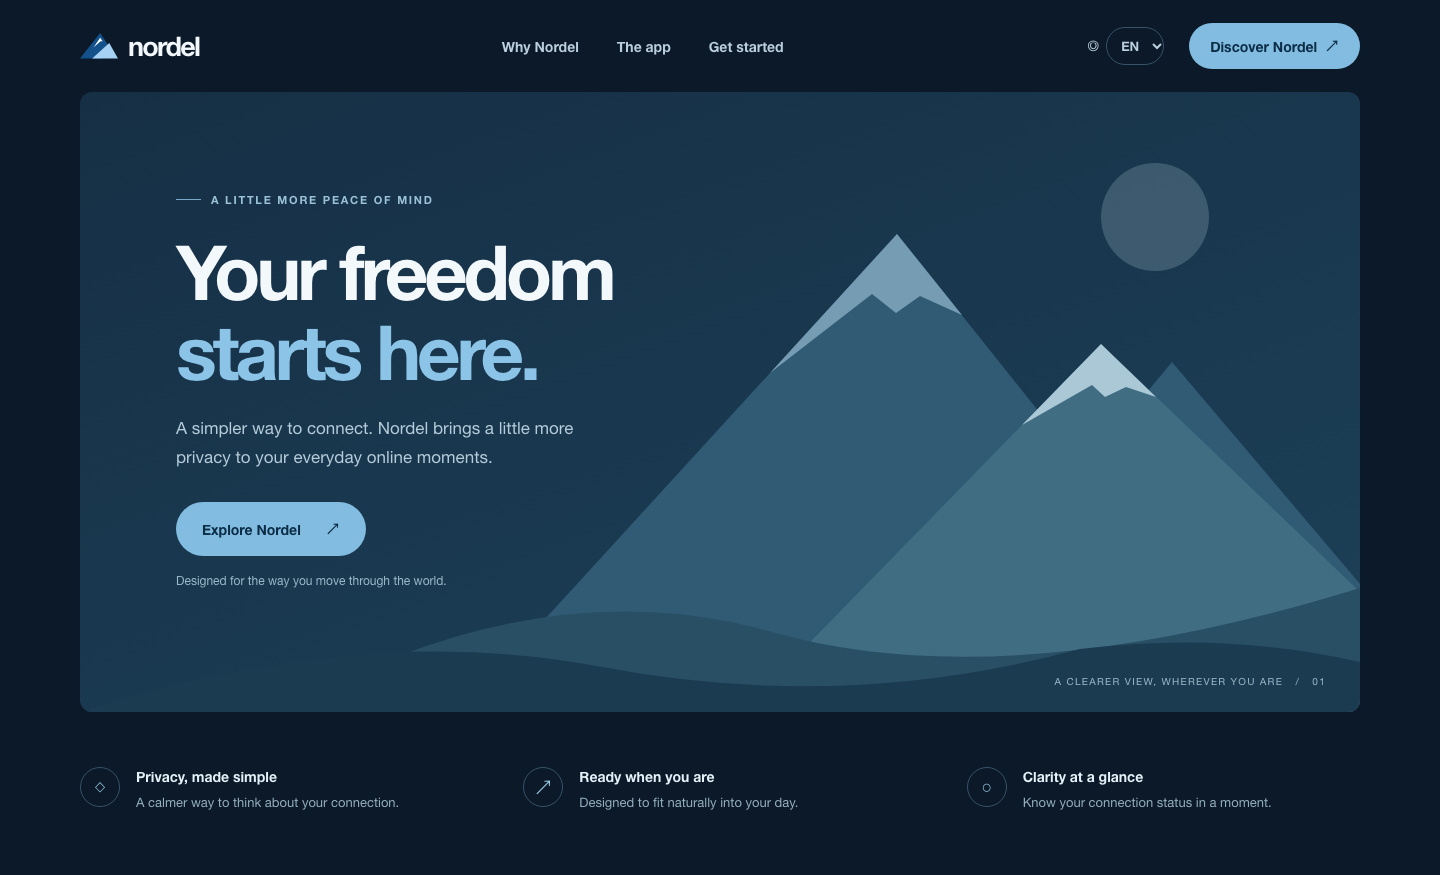 nordel
Why Nordel
The app
Get started
EN
Discover Nordel ↗
A LITTLE MORE PEACE OF MIND
Your freedom
starts here.
A simpler way to connect. Nordel brings a little more
privacy to your everyday online moments.
Explore Nordel ↗
Designed for the way you move through the world.
A CLEARER VIEW, WHEREVER YOU ARE / 01
Privacy, made simple
A calmer way to think about your connection.
Ready when you are
Designed to fit naturally into your day.
Clarity at a glance
Know your connection status in a moment.